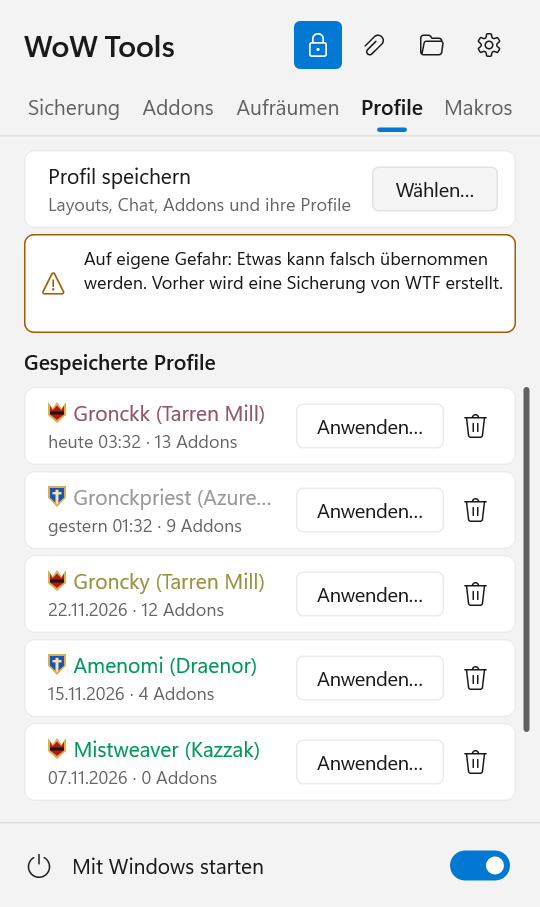 WoW Tools
Sicherung Addons Aufräumen Profile Makros
Profil speichern
Layouts, Chat, Addons und ihre Profile
Wählen...
Auf eigene Gefahr: Etwas kann falsch übernommen
werden. Vorher wird eine Sicherung von WTF erstellt.
Gespeicherte Profile
Gronckk (Tarren Mill)
heute 03:32 · 13 Addons
Anwenden...
Gronckpriest (Azure...
gestern 01:32 · 9 Addons
Anwenden...
Groncky (Tarren Mill)
22.11.2026 · 12 Addons
Anwenden...
Amenomi (Draenor)
15.11.2026 · 4 Addons
Anwenden...
Mistweaver (Kazzak)
07.11.2026 · 0 Addons
Anwenden...
Mit Windows starten